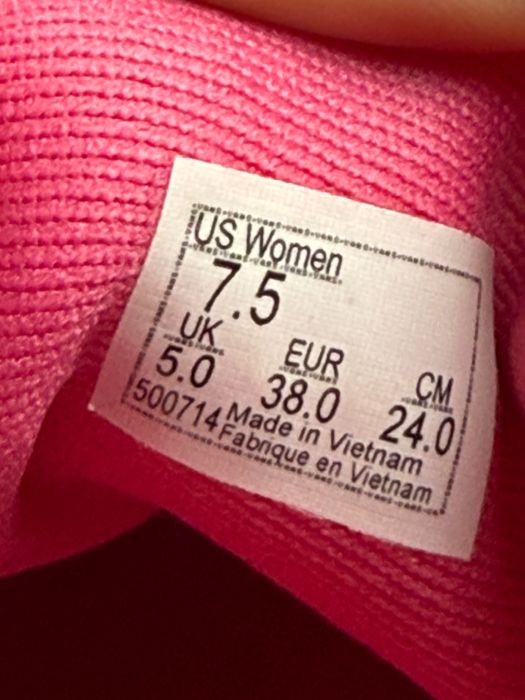 US Women
7.5
UK EUR CM
5.0 38.0 24.0
500714 Made in Vietnam
Fabrique en Vietnam